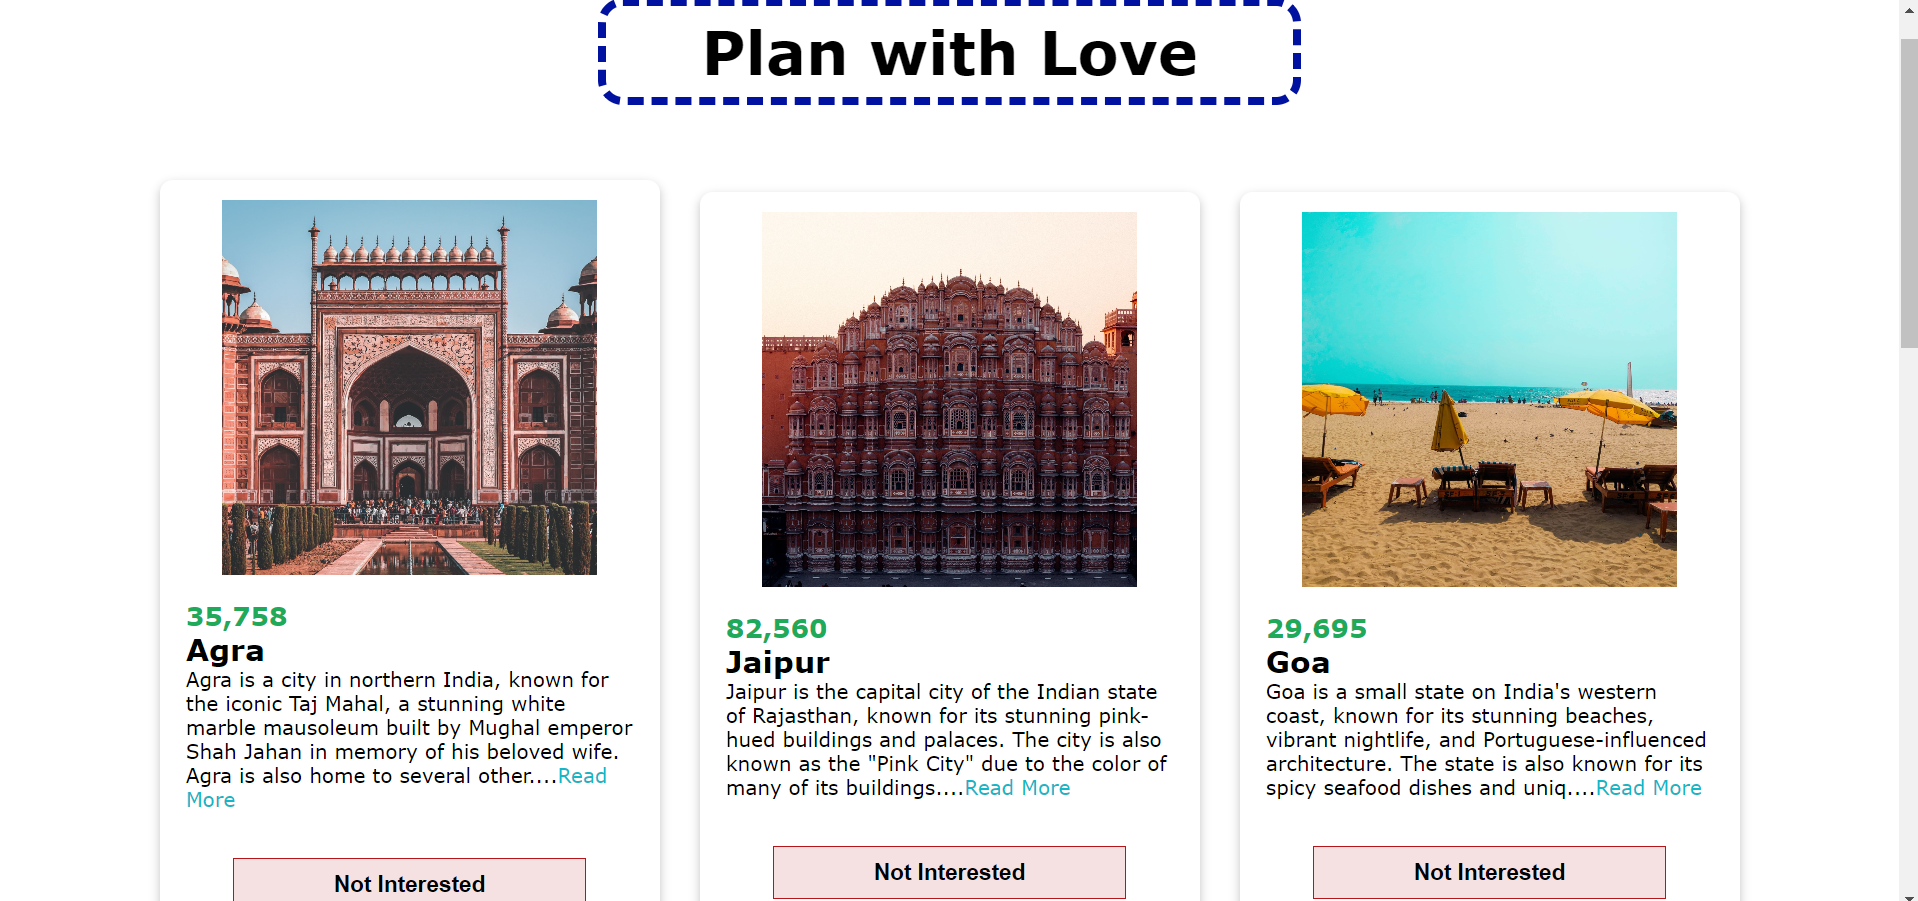 Plan with Love
35,758
Agra
Agra is a city in northern India, known for
the iconic Taj Mahal, a stunning white
marble mausoleum built by Mughal emperor
Shah Jahan in memory of his beloved wife.
Agra is also home to several other....Read
More
Not Interested
82,560
Jaipur
Jaipur is the capital city of the Indian state
of Rajasthan, known for its stunning pink-
hued buildings and palaces. The city is also
known as the "Pink City" due to the color of
many of its buildings....Read More
Not Interested
29,695
Goa
Goa is a small state on India's western
coast, known for its stunning beaches,
vibrant nightlife, and Portuguese-influenced
architecture. The state is also known for its
spicy seafood dishes and uniq....Read More
Not Interested